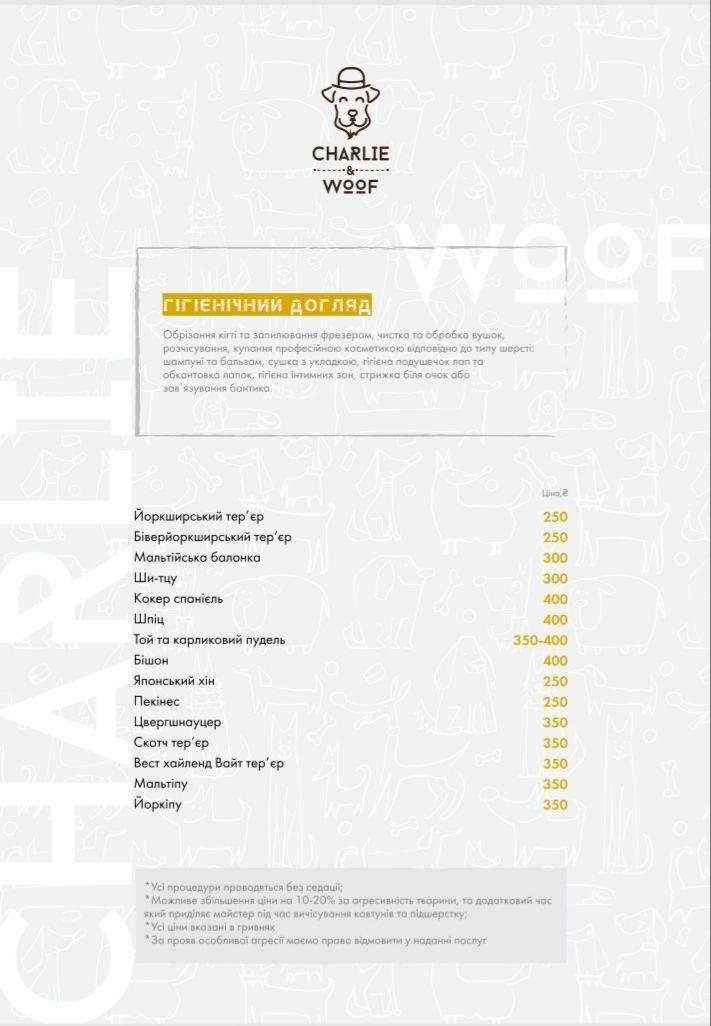 CHARLIE
&
WOOF
WOOF
CHARLIE
ГІГІЄНІЧНИЙ ДОГЛЯД
Обрізання кігті та запилювання фрезером, чистка та обробка вушок,
розчісування, купання професійною косметикою відповідно до типу шерсті:
шампуні та бальзам, сушка з укладкою, гігієна подушечок лап та
обкантовка лапок, гігієна інтимних зон, стрижка біля очок або
зав'язування бантика.
Ціна,₴
Йоркширський тер'єр 250
Біверйоркширський тер'єр 250
Мальтійська балонка 300
Ши-тцу 300
Кокер спанієль 400
Шпіц 400
Той та карликовий пудель 350-400
Бішон 400
Японський хін 250
Пекінес 250
Цвергшнауцер 350
Скотч тер'єр 350
Вест хайленд Вайт тер'єр 350
Мальтіпу 350
Йоркіпу 350
*Усі процедури проводяться без седації;
*Можливе збільшення ціни на 10-20% за агресивність тварини, та додатковий час
який приділяє майстер під час вичісування ковтунів та підшерстку;
*Усі ціни вказані в гривнях
*За прояв особливої агресії маємо право відмовити у наданні послуг